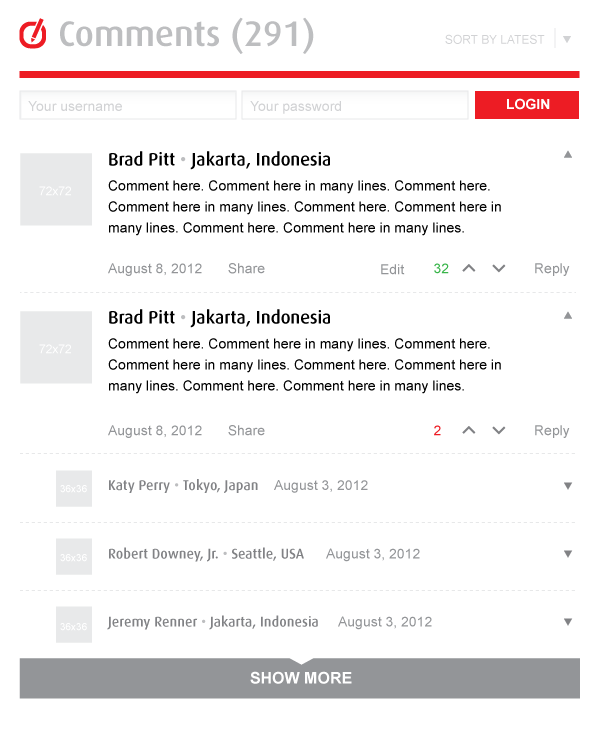 Comments (291)
SORT BY LATEST
Your username
Your password
LOGIN
72x72
Brad Pitt • Jakarta, Indonesia
Comment here. Comment here in many lines. Comment here.
Comment here in many lines. Comment here. Comment here in
many lines. Comment here. Comment here in many lines.
August 8, 2012 Share Edit 32 Reply
72x72
Brad Pitt • Jakarta, Indonesia
Comment here. Comment here in many lines. Comment here.
Comment here in many lines. Comment here. Comment here in
many lines. Comment here. Comment here in many lines.
August 8, 2012 Share 2 Reply
36x36
Katy Perry • Tokyo, Japan August 3, 2012
36x36
Robert Downey, Jr. • Seattle, USA August 3, 2012
36x36
Jeremy Renner • Jakarta, Indonesia August 3, 2012
SHOW MORE